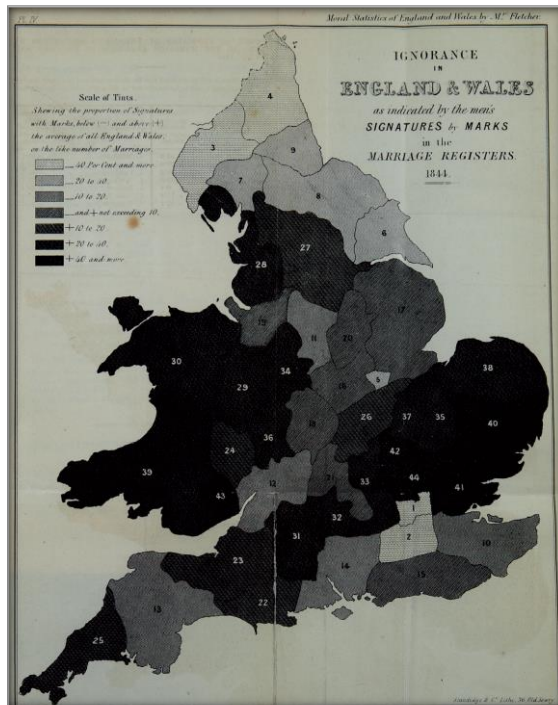 Pl. IV.
Moral Statistics of England and Wales by Mr. Fletcher.
IGNORANCE
IN
ENGLAND & WALES
as indicated by the men's
SIGNATURES by MARKS
in the
MARRIAGE REGISTERS.
1844.
Scale of Tints.
Shewing the proportion of Signatures
with Marks, below (—) and above (+)
the average of all England & Wales,
on the like number of Marriages.
— 40 Per Cent and more
— 20 to 40.
— 10 to 20.
— and + not exceeding 10.
+ 10 to 20.
+ 20 to 40.
+ 40 and more
4
3
9
7
8
6
27
28
19
11
20
17
30
34
5
38
29
16
26
37
35
40
36
18
24
42
39
12
21
33
44
41
43
32
1
31
2
10
23
14
15
13
22
25